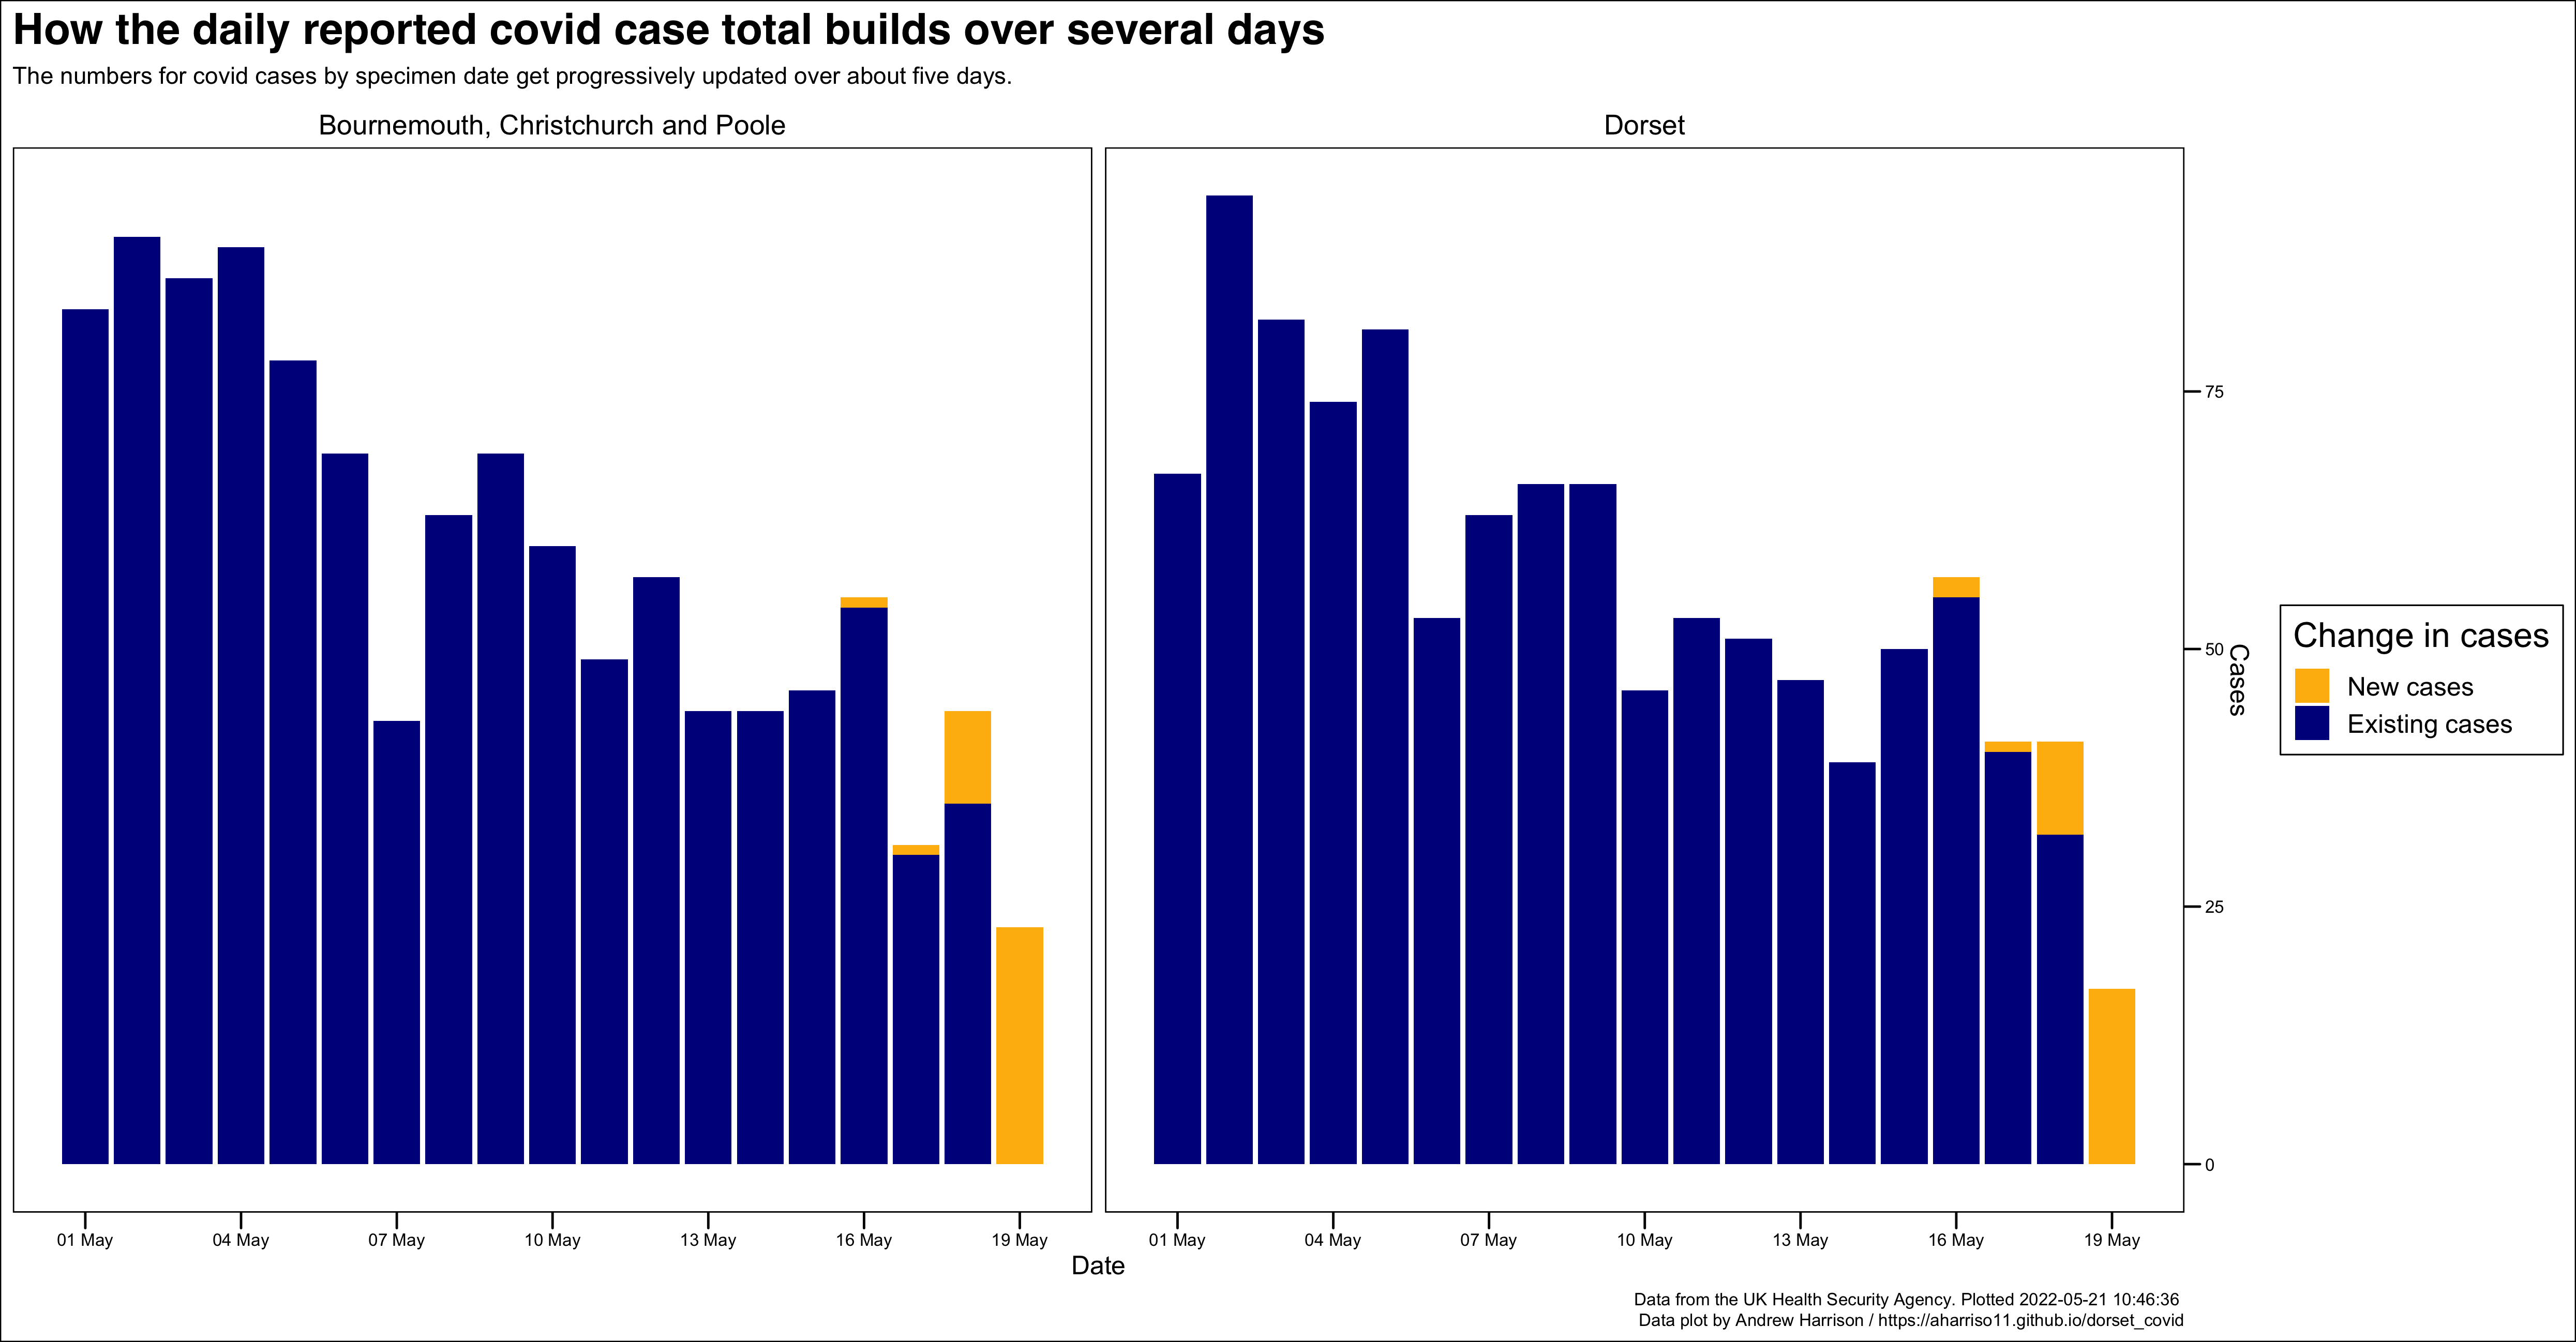 How the daily reported covid case total builds over several days
The numbers for covid cases by specimen date get progressively updated over about five days.
Bournemouth, Christchurch and Poole
Dorset
75
50
25
0
Cases
Change in cases
New cases
Existing cases
01 May 04 May 07 May 10 May 13 May 16 May 19 May
01 May 04 May 07 May 10 May 13 May 16 May 19 May
Date
Data from the UK Health Security Agency. Plotted 2022-05-21 10:46:36
Data plot by Andrew Harrison / https://aharriso11.github.io/dorset_covid